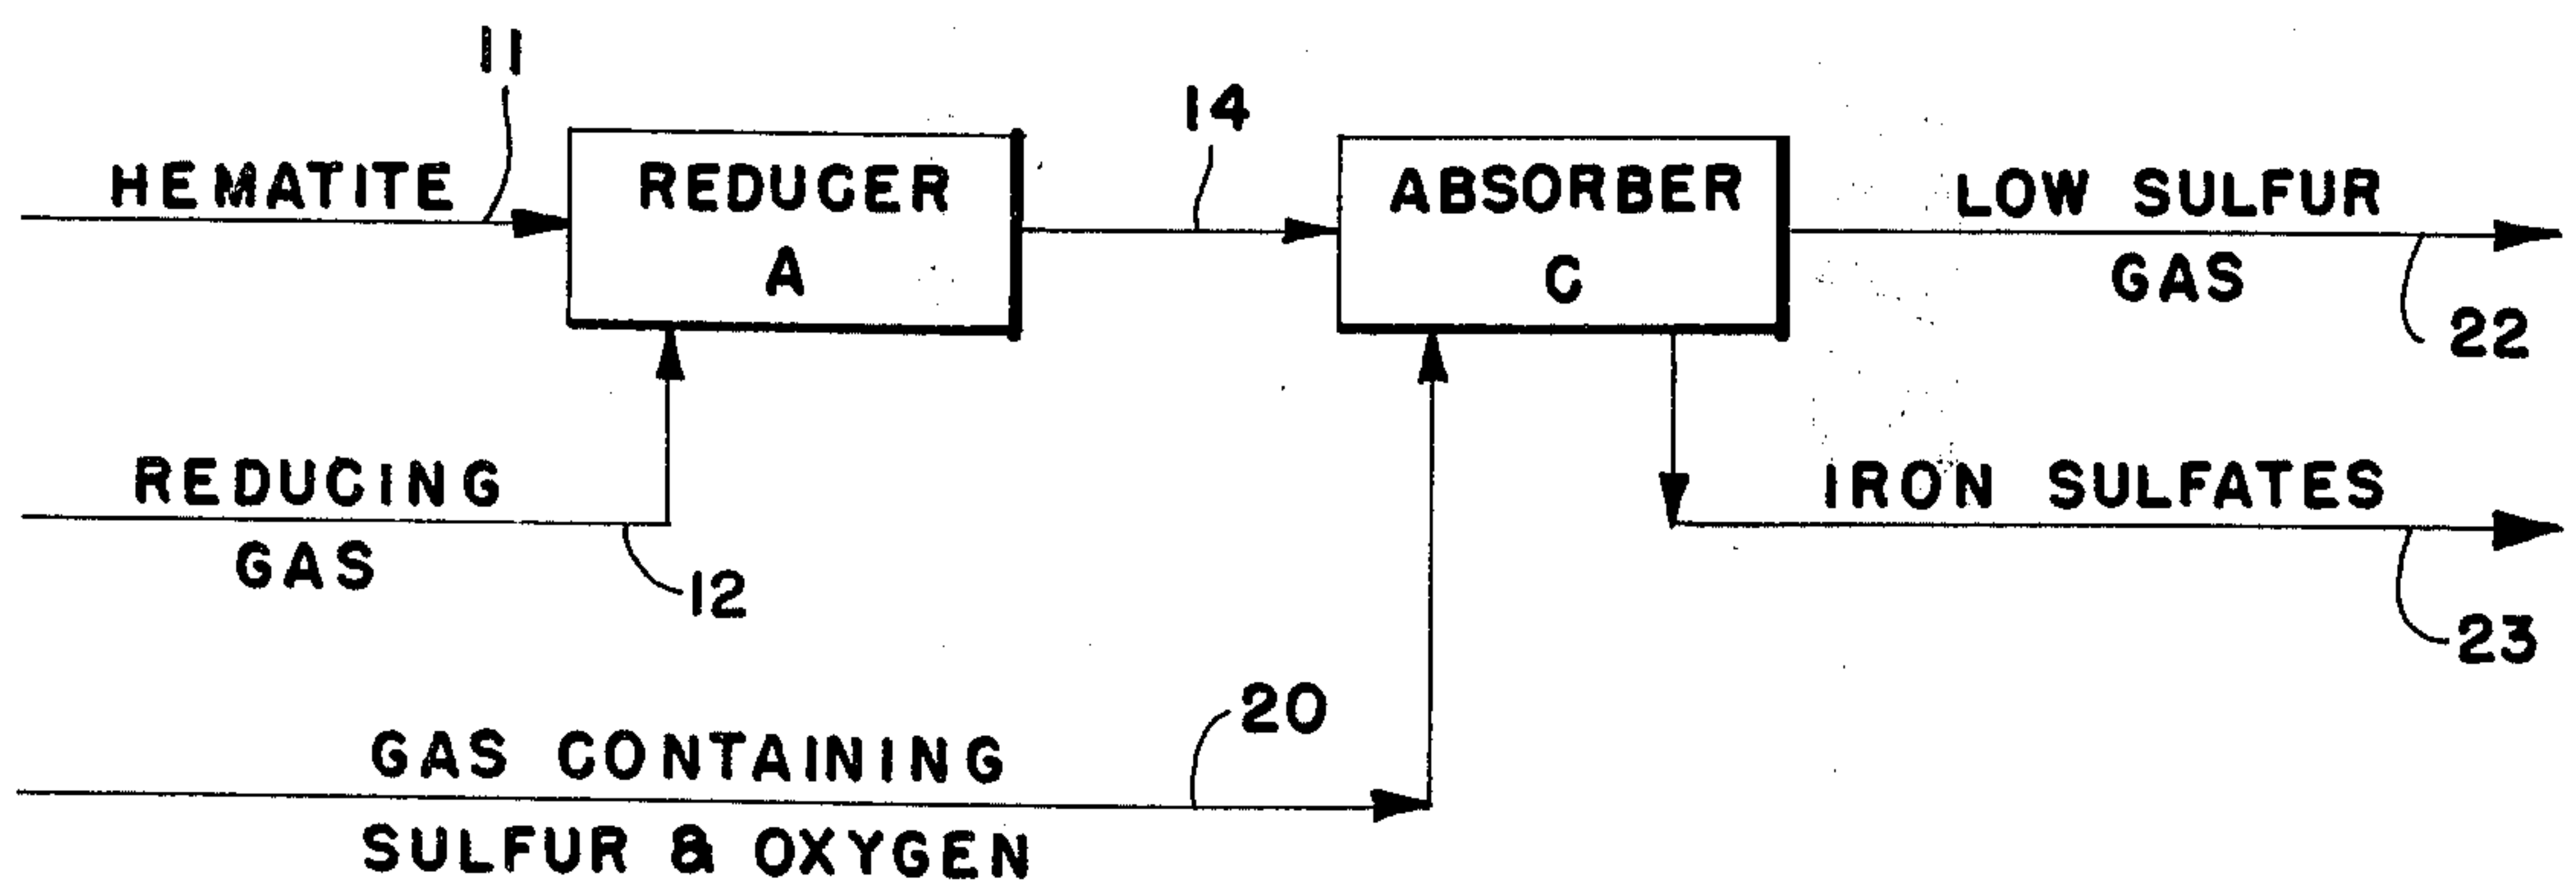 11
14
HEMATITE
REDUCER
A
ABSORBER
C
LOW SULFUR
GAS
22
REDUCING
GAS
12
IRON SULFATES
23
20
GAS CONTAINING
SULFUR & OXYGEN